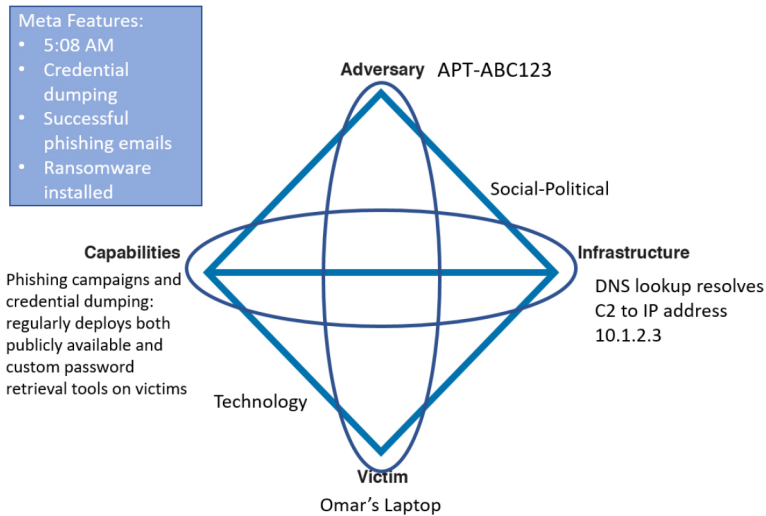 Meta Features:
• 5:08 AM
• Credential
dumping
• Successful
phishing emails
• Ransomware
installed
Adversary APT-ABC123
Social-Political
Capabilities
Phishing campaigns and
credential dumping:
regularly deploys both
publicly available and
custom password
retrieval tools on victims
Infrastructure
DNS lookup resolves
C2 to IP address
10.1.2.3
Technology
Victim
Omar's Laptop